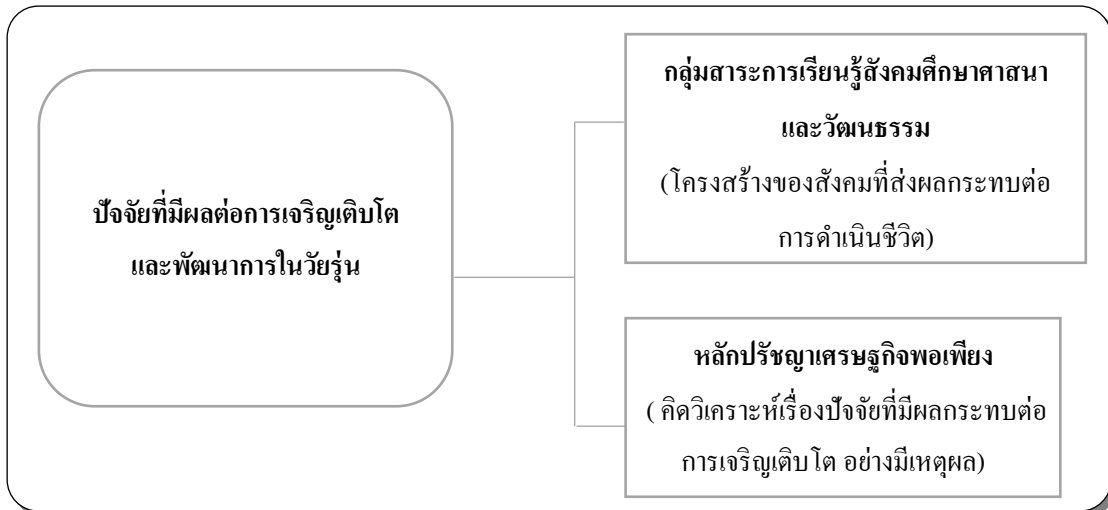 ปัจจัยที่มีผลต่อการเจริญเติบโต
และพัฒนาการในวัยรุ่น
กลุ่มสาระการเรียนรู้สังคมศึกษาศาสนา
และวัฒนธรรม
(โครงสร้างของสังคมที่ส่งผลกระทบต่อ
การดำเนินชีวิต)
หลักปรัชญาเศรษฐกิจพอเพียง
( คิดวิเคราะห์เรื่องปัจจัยที่มีผลกระทบต่อ
การเจริญเติบโต อย่างมีเหตุผล)